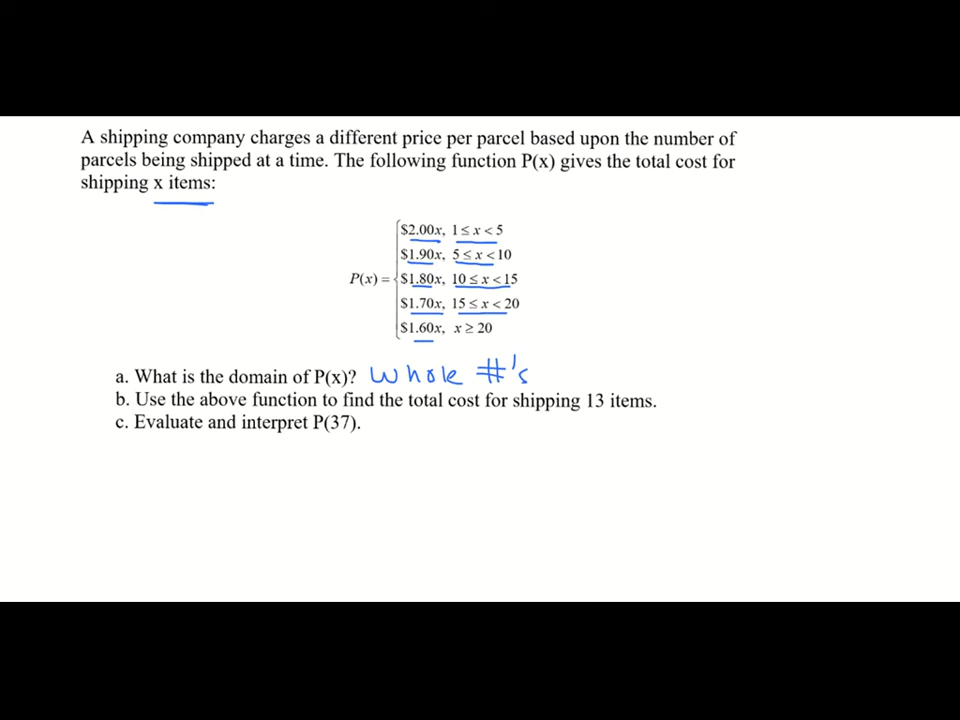 A shipping company charges a different price per parcel based upon the number of
parcels being shipped at a time. The following function P(x) gives the total cost for
shipping x items:
$2.00x, 1 ≤ x < 5
$1.90x, 5 ≤ x < 10
P(x) = { $1.80x, 10 ≤ x < 15
$1.70x, 15 ≤ x < 20
$1.60x, x ≥ 20
a. What is the domain of P(x)? Whole #'s
b. Use the above function to find the total cost for shipping 13 items.
c. Evaluate and interpret P(37).